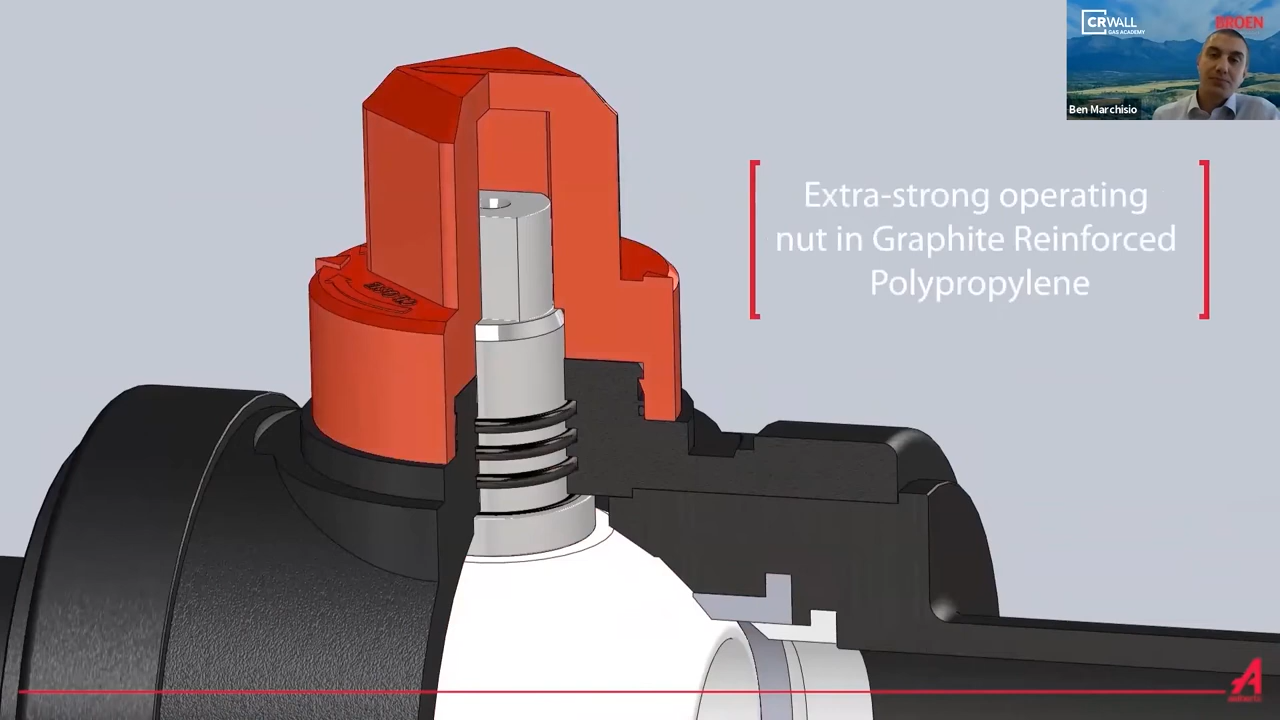 CRWALL
GAS ACADEMY
BROEN
Ben Marchisio
Extra-strong operating
nut in Graphite Reinforced
Polypropylene